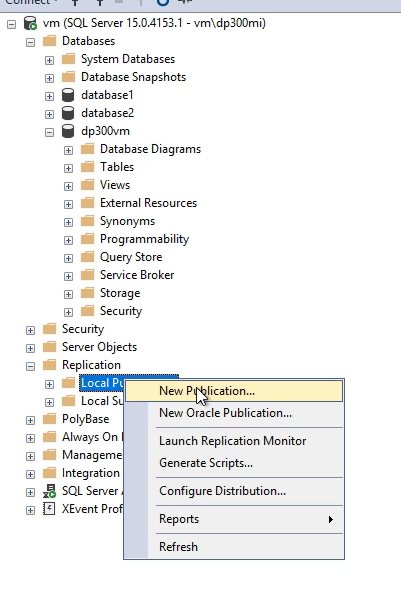 Connect
vm (SQL Server 15.0.4153.1 - vm\dp300mi)
Databases
System Databases
Database Snapshots
database1
database2
dp300vm
Database Diagrams
Tables
Views
External Resources
Synonyms
Programmability
Query Store
Service Broker
Storage
Security
Security
Server Objects
Replication
Local Pu
Local Su
PolyBase
Always On
Manageme
Integration
SQL Server
XEvent Prof
New Publication...
New Oracle Publication...
Launch Replication Monitor
Generate Scripts...
Configure Distribution...
Reports
Refresh